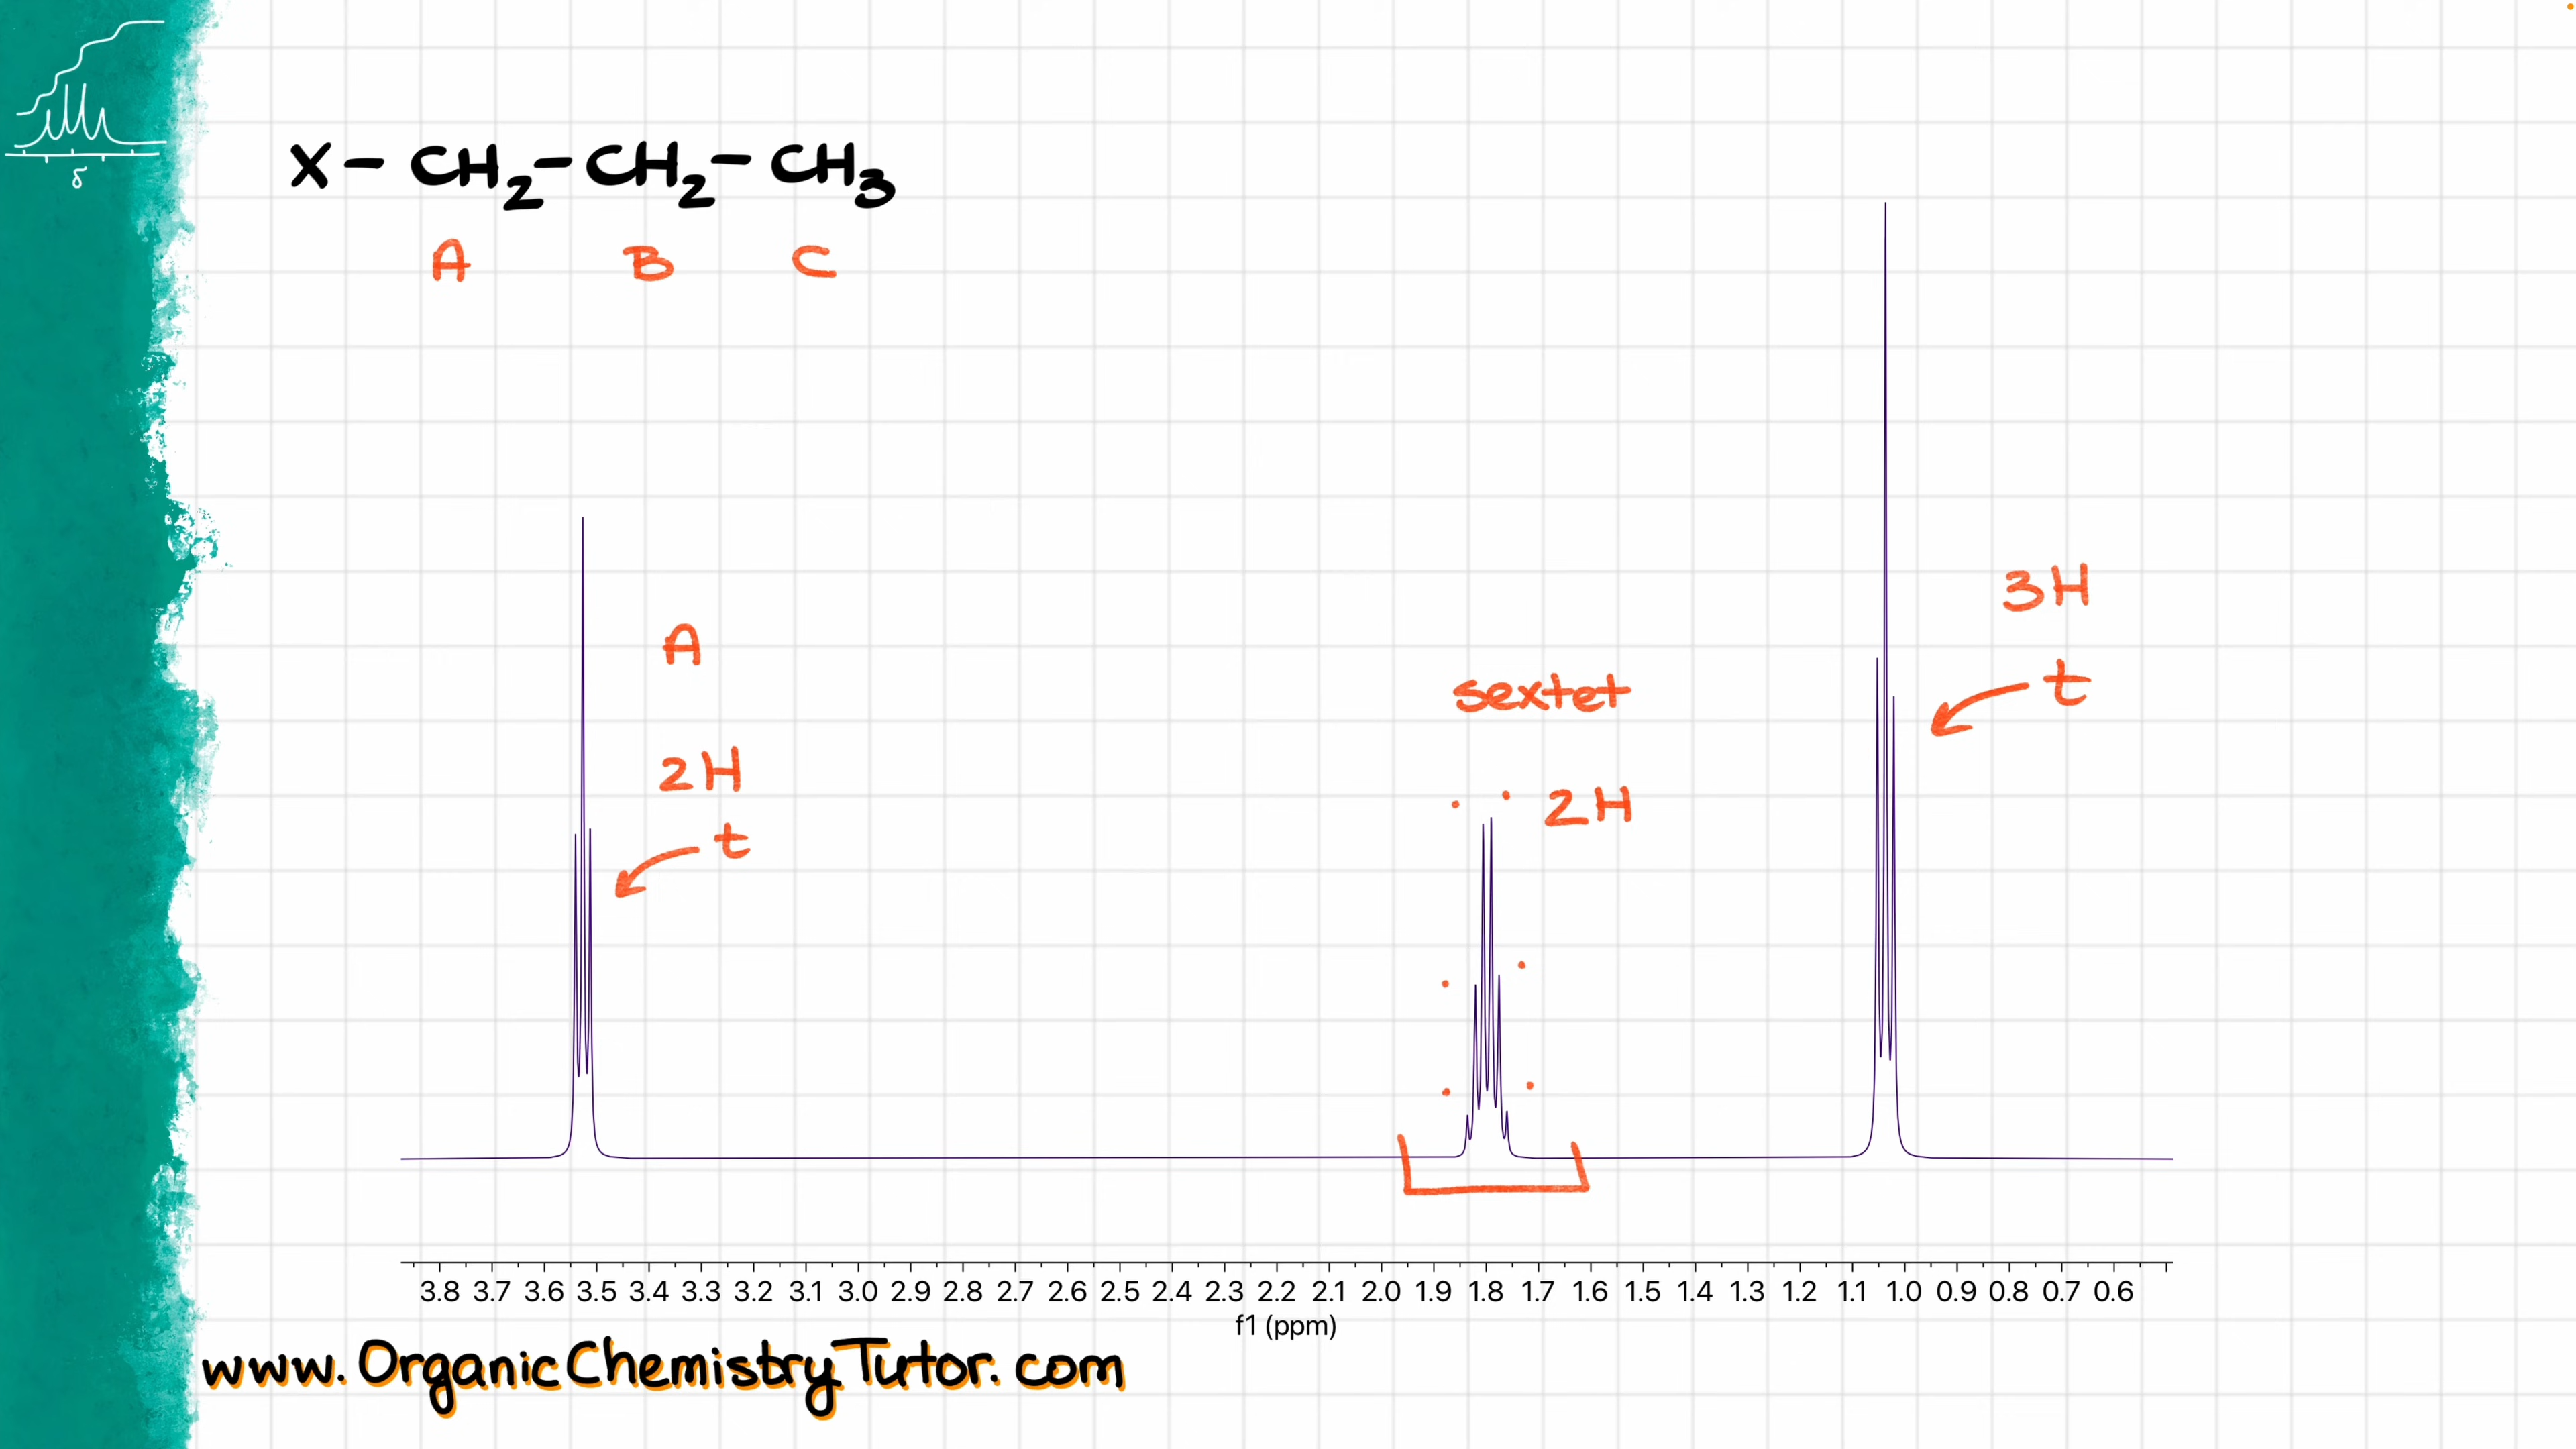 δ
X-CH₂-CH₂-CH₃
A B C
3H
A
t
sextet
2H
2H
t
3.8 3.7 3.6 3.5 3.4 3.3 3.2 3.1 3.0 2.9 2.8 2.7 2.6 2.5 2.4 2.3 2.2 2.1 2.0 1.9 1.8 1.7 1.6 1.5 1.4 1.3 1.2 1.1 1.0 0.9 0.8 0.7 0.6
f1 (ppm)
www.OrganicChemistryTutor.com